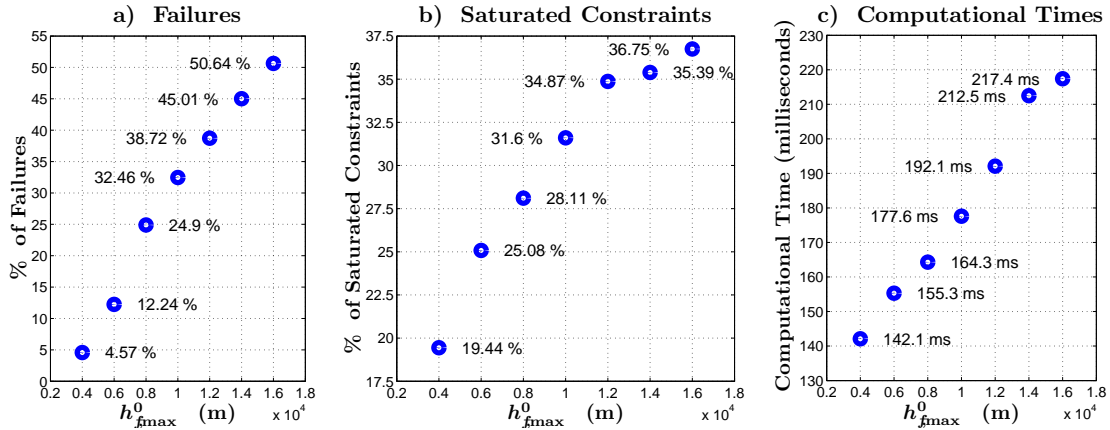 a) Failures
% of Failures
55
50
45
40
35
30
25
20
15
10
5
0
50.64 %
45.01 %
38.72 %
32.46 %
24.9 %
12.24 %
4.57 %
0.2 0.4 0.6 0.8 1.0 1.2 1.4 1.6 1.8
x 10⁴
h⁰fmax (m)
b) Saturated Constraints
% of Saturated Constraints
37.5
35
32.5
30
27.5
25
22.5
20
17.5
36.75 %
35.39 %
34.87 %
31.6 %
28.11 %
25.08 %
19.44 %
0.2 0.4 0.6 0.8 1.0 1.2 1.4 1.6 1.8
x 10⁴
h⁰fmax (m)
c) Computational Times
Computational Time (milliseconds)
230
220
210
200
190
180
170
160
150
140
130
217.4 ms
212.5 ms
192.1 ms
177.6 ms
164.3 ms
155.3 ms
142.1 ms
0.2 0.4 0.6 0.8 1.0 1.2 1.4 1.6 1.8
x 10⁴
h⁰fmax (m)